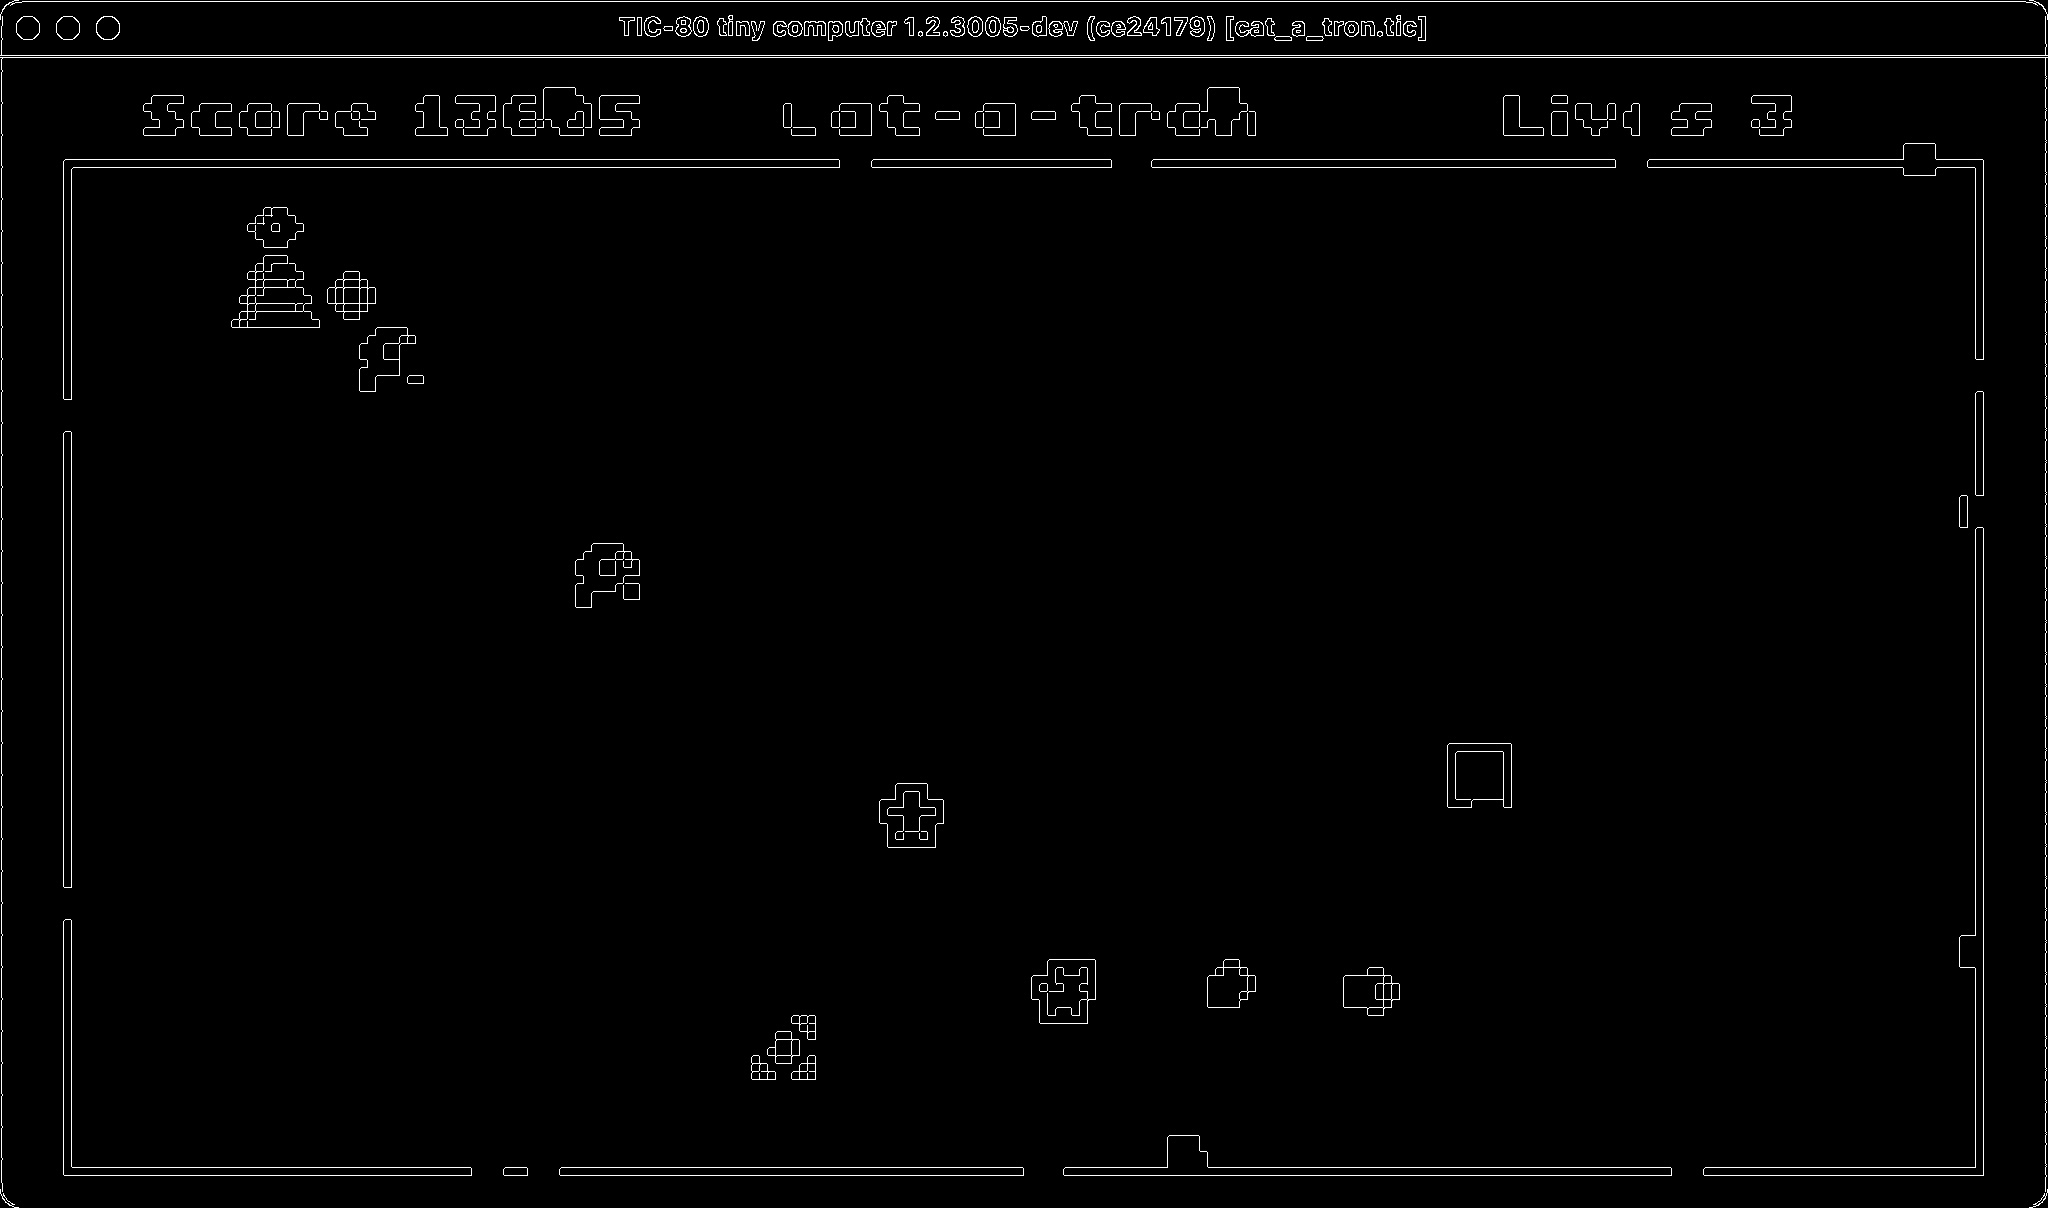 TIC-80 tiny computer 1.2.3005-dev (ce24179) [cat_a_tron.tic]
Score Cat-a-tron Lives 3